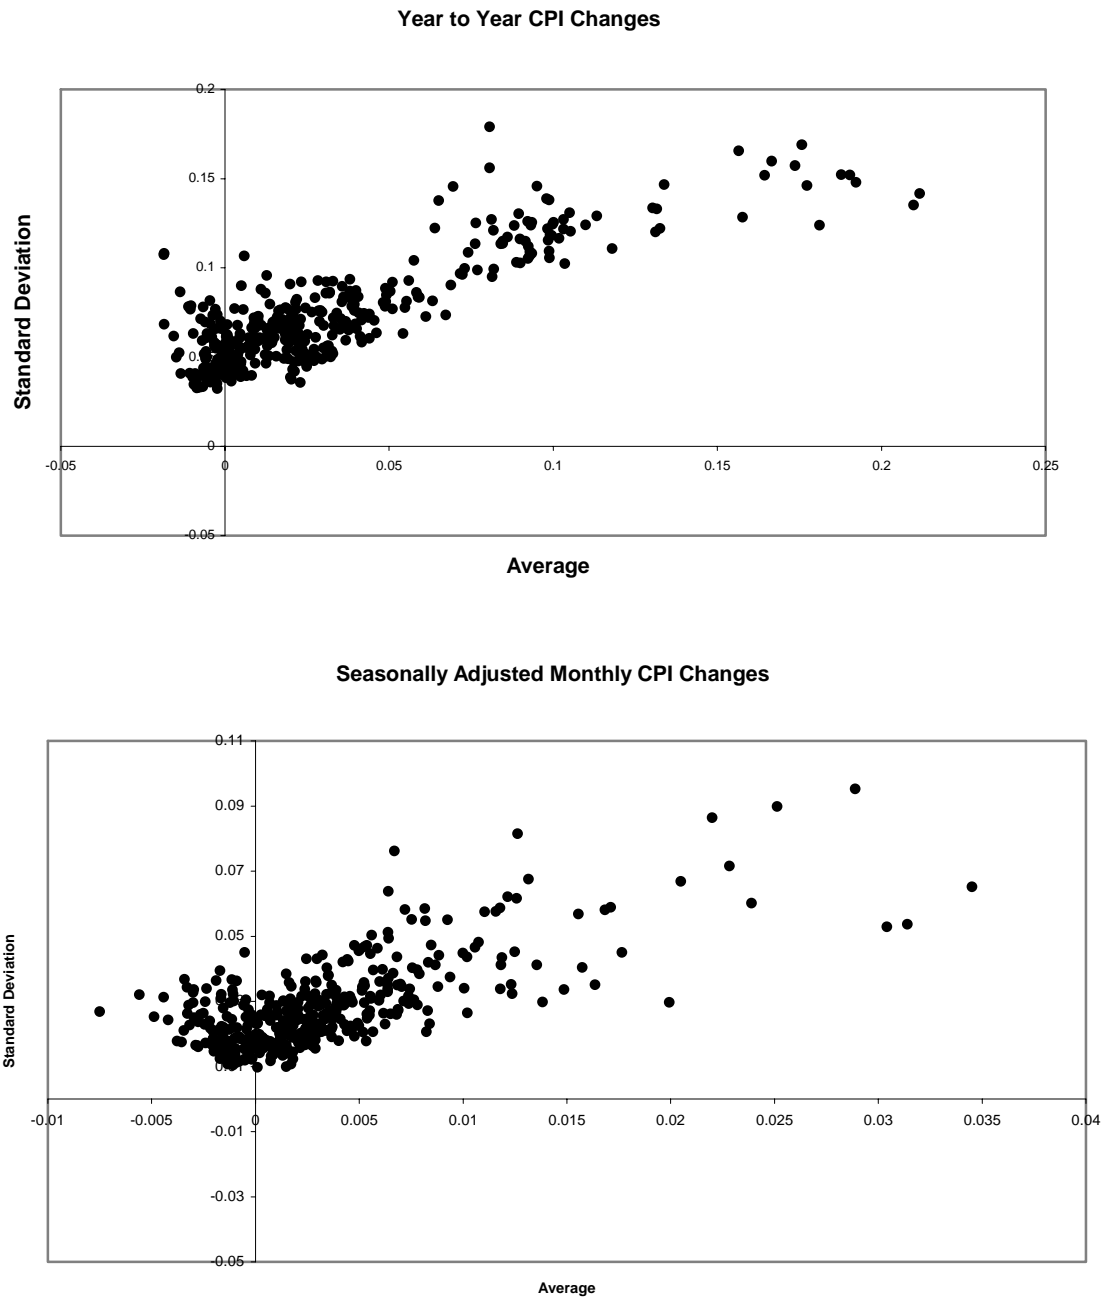 Year to Year CPI Changes
0.2
0.15
0.1
0
-0.05 0 0.05 0.1 0.15 0.2 0.25
-0.05
Standard Deviation
Average
Seasonally Adjusted Monthly CPI Changes
0.11
0.09
0.07
0.05
-0.01 -0.005 0 0.005 0.01 0.015 0.02 0.025 0.03 0.035 0.04
-0.01
-0.03
-0.05
Standard Deviation
Average